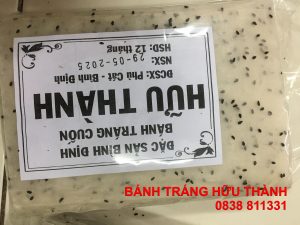 ĐẶC SẢN BÌNH ĐỊNH
BÁNH TRÁNG CUỐN
HỮU THÀNH
ĐCSX: Phù Cát - Bình Định
NSX: 29-05-2025
HSD: 12 tháng
BÁNH TRÁNG HỮU THÀNH
0838 811331